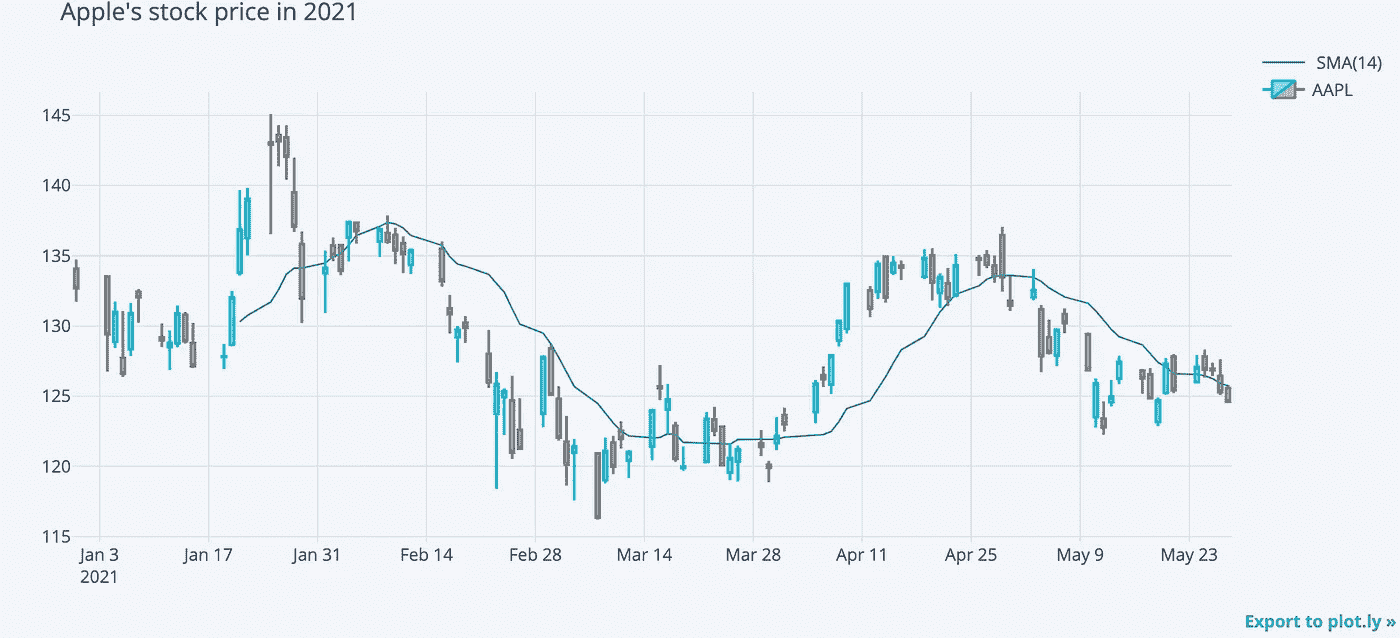 Apple's stock price in 2021
SMA(14)
AAPL
145
140
135
130
125
120
115
Jan 3 Jan 17 Jan 31 Feb 14 Feb 28 Mar 14 Mar 28 Apr 11 Apr 25 May 9 May 23
2021
Export to plot.ly »